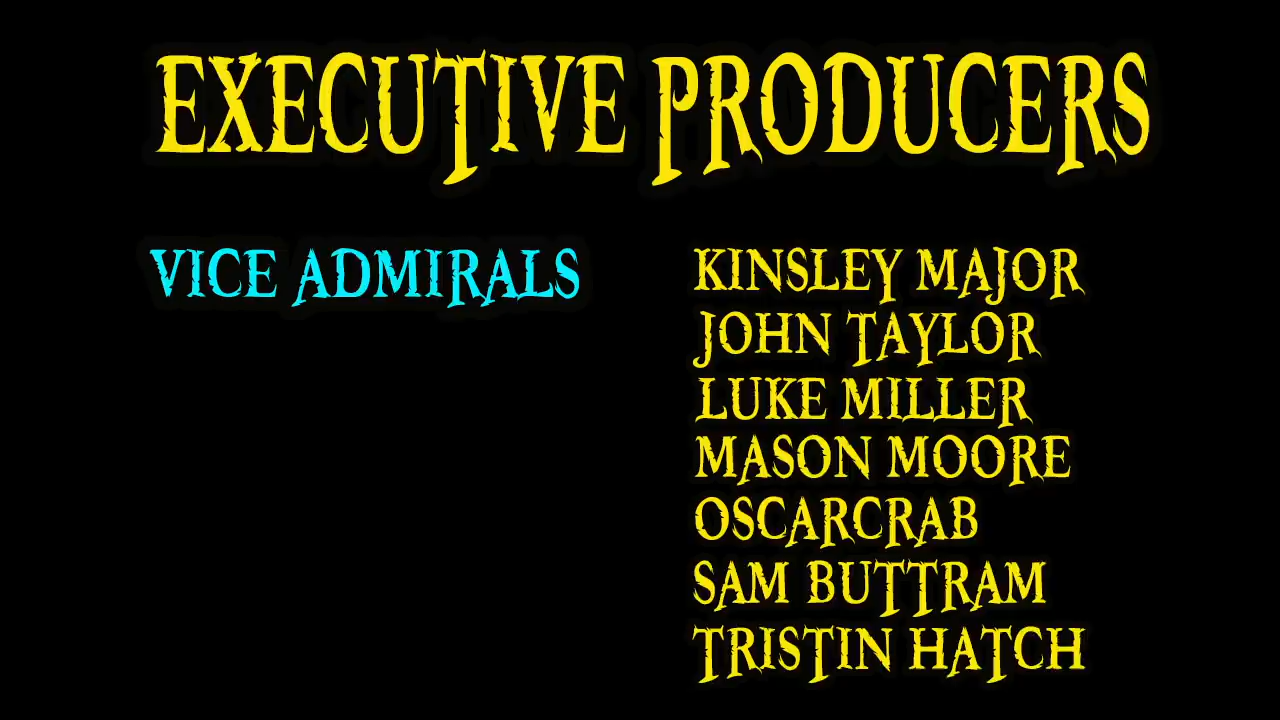 EXECUTIVE PRODUCERS
VICE ADMIRALS
KINSLEY MAJOR
JOHN TAYLOR
LUKE MILLER
MASON MOORE
OSCARCRAB
SAM BUTTRAM
TRISTIN HATCH